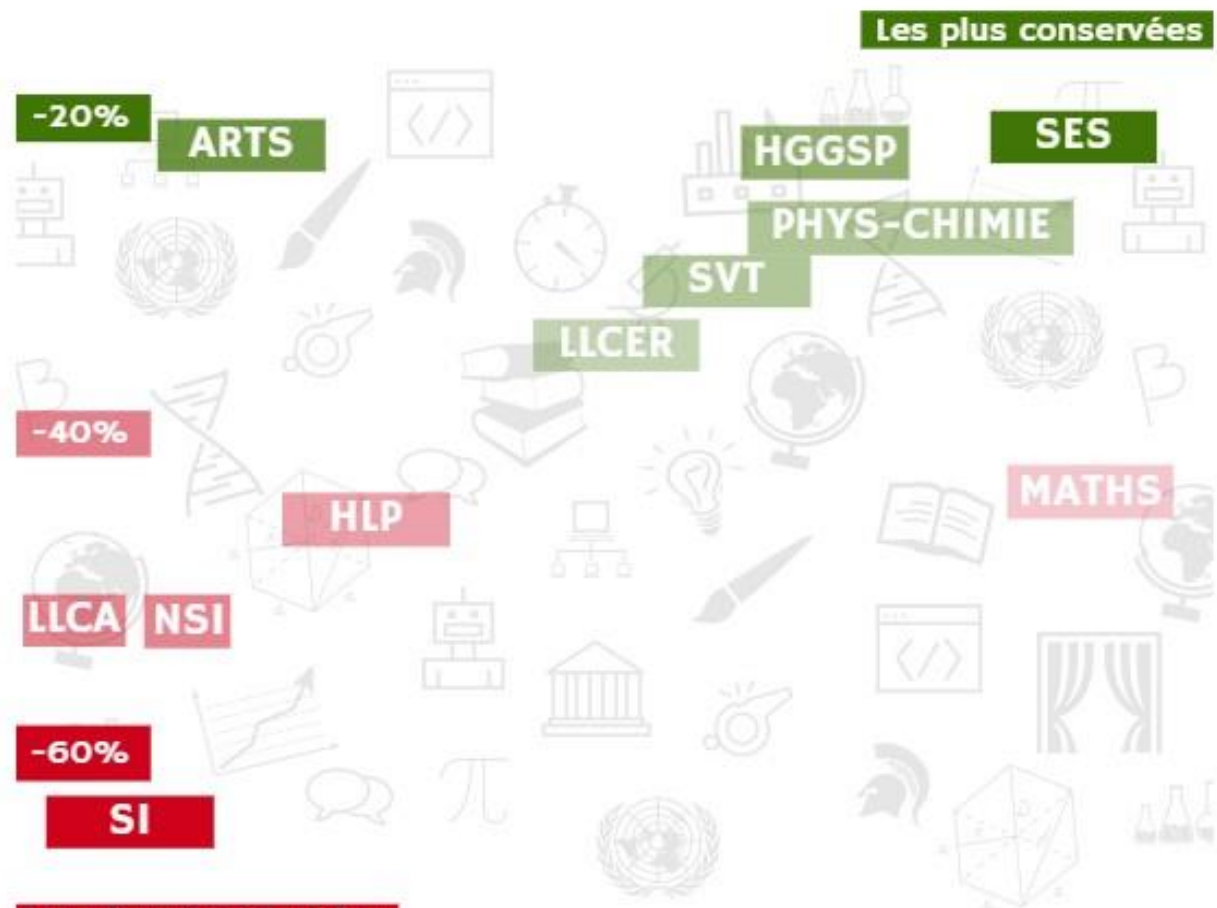 Les plus conservées
-20%
ARTS
HGGSP
SES
PHYS-CHIMIE
SVT
LLCER
-40%
HLP
MATHS
LLCA
NSI
-60%
SI